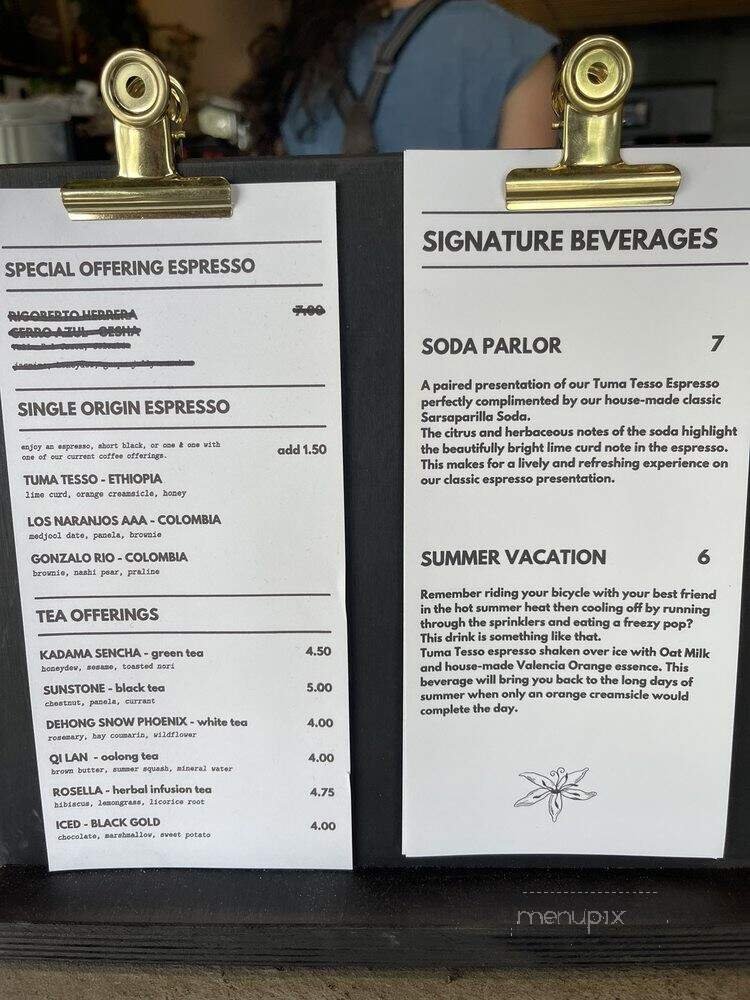 SPECIAL OFFERING ESPRESSO
RIGOBERTO HERRERA
7.00
CERRO AZUL - GESHA
SINGLE ORIGIN ESPRESSO
enjoy an espresso, short black, or one & one with
one of our current coffee offerings.
add 1.50
TUMA TESSO - ETHIOPIA
lime curd, orange creamsicle, honey
LOS NARANJOS AAA - COLOMBIA
medjool date, panela, brownie
GONZALO RIO - COLOMBIA
brownie, nashi pear, praline
TEA OFFERINGS
KADAMA SENCHA - green tea 4.50
honeydew, sesame, toasted nori
SUNSTONE - black tea 5.00
chestnut, panela, currant
DEHONG SNOW PHOENIX - white tea 4.00
rosemary, hay coumarin, wildflower
QI LAN - oolong tea 4.00
brown butter, summer squash, mineral water
ROSELLA - herbal infusion tea 4.75
hibiscus, lemongrass, licorice root
ICED - BLACK GOLD 4.00
chocolate, marshmallow, sweet potato
SIGNATURE BEVERAGES
SODA PARLOR 7
A paired presentation of our Tuma Tesso Espresso
perfectly complimented by our house-made classic
Sarsaparilla Soda.
The citrus and herbaceous notes of the soda highlight
the beautifully bright lime curd note in the espresso.
This makes for a lively and refreshing experience on
our classic espresso presentation.
SUMMER VACATION 6
Remember riding your bicycle with your best friend
in the hot summer heat then cooling off by running
through the sprinklers and eating a freezy pop?
This drink is something like that.
Tuma Tesso espresso shaken over ice with Oat Milk
and house-made Valencia Orange essence. This
beverage will bring you back to the long days of
summer when only an orange creamsicle would
complete the day.
menupix